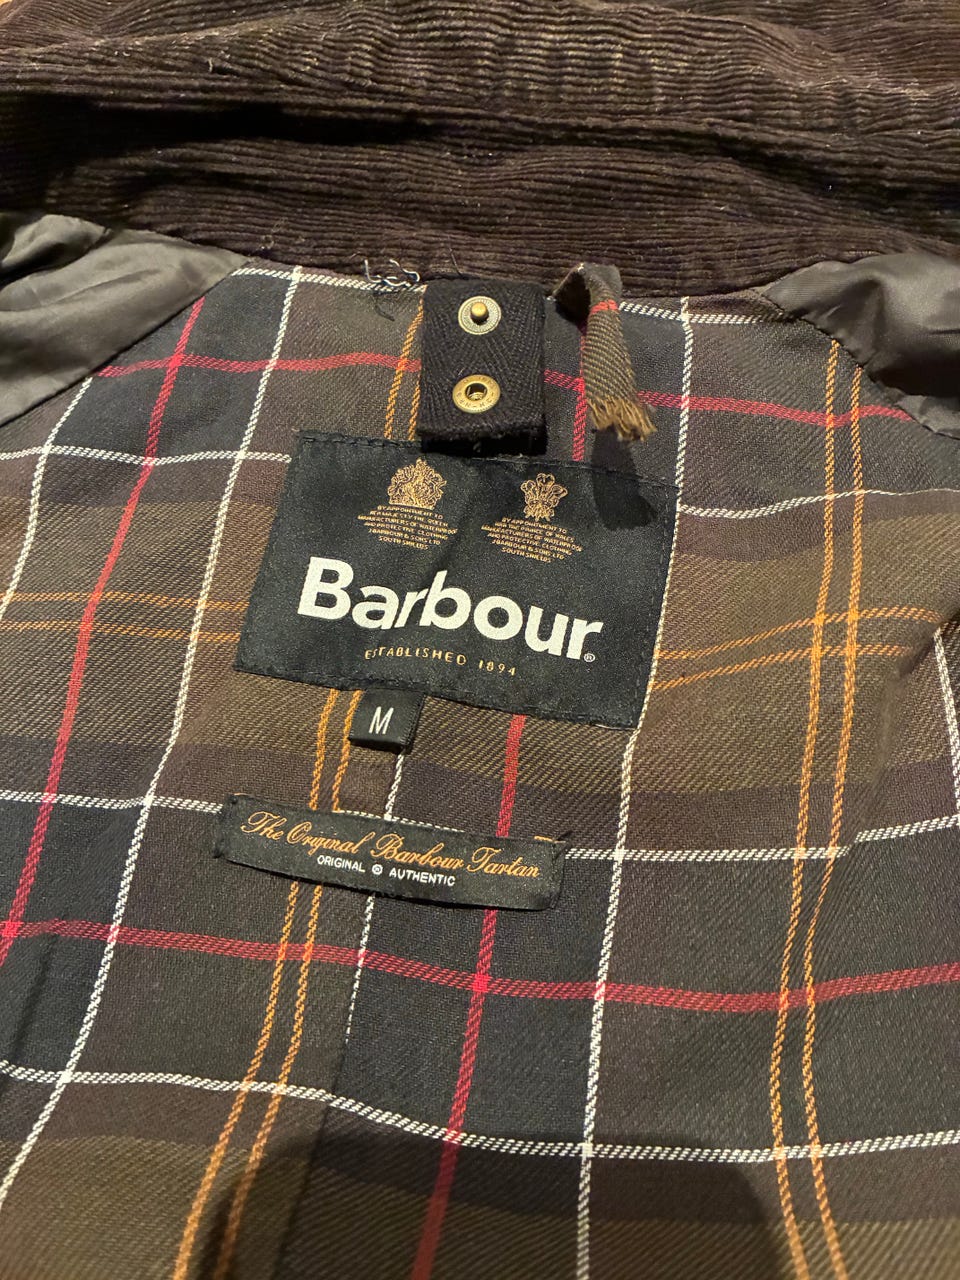 BY APPOINTMENT TO
HER MAJESTY THE QUEEN
MANUFACTURERS OF WATERPROOF
AND PROTECTIVE CLOTHING
J.BARBOUR & SONS LTD
SOUTH SHIELDS
BY APPOINTMENT TO
HRH THE PRINCE OF WALES
MANUFACTURERS OF WATERPROOF
AND PROTECTIVE CLOTHING
J.BARBOUR & SONS LTD
SOUTH SHIELDS
Barbour®
ESTABLISHED 1894
M
The Original Barbour Tartan
ORIGINAL ® AUTHENTIC